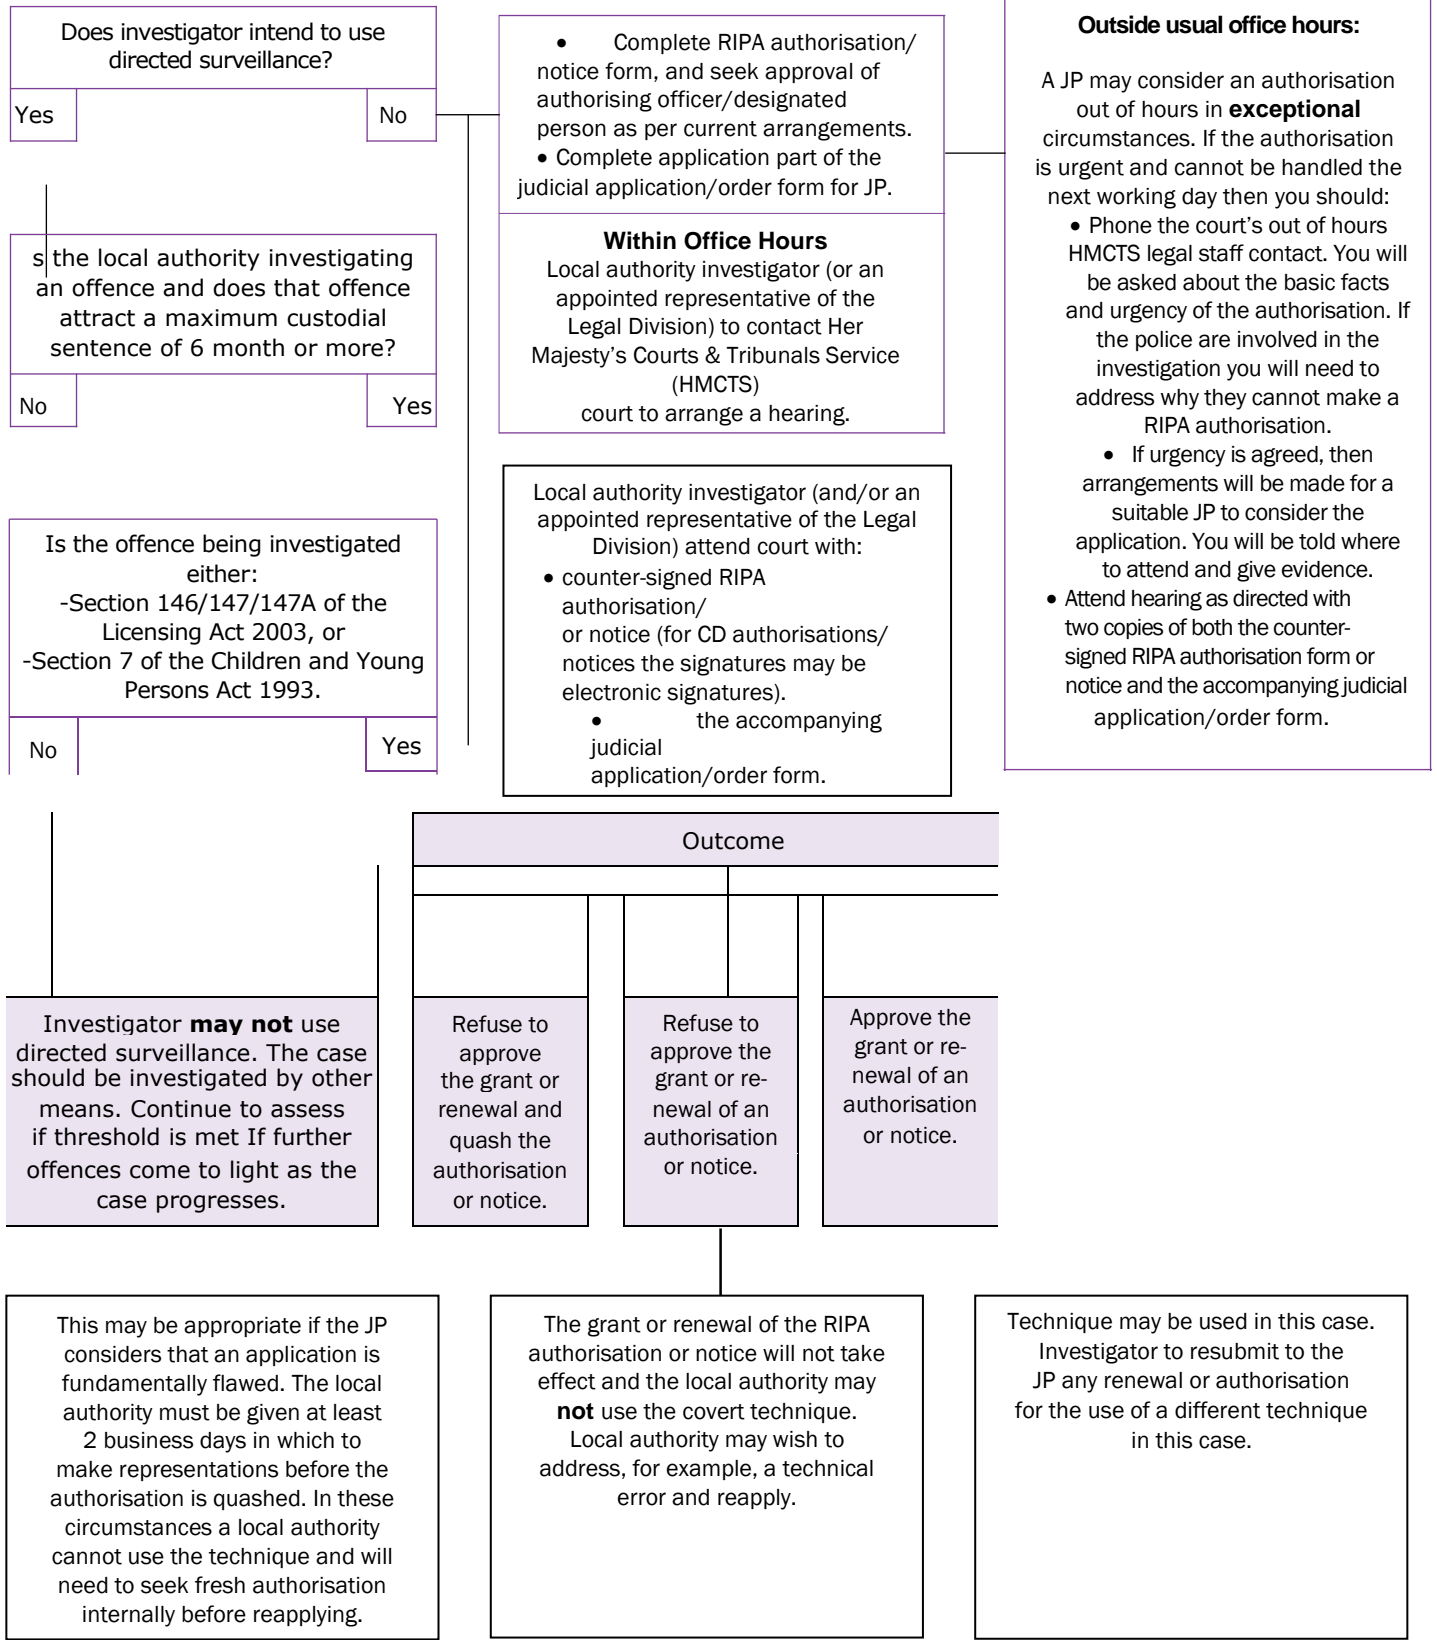 Does investigator intend to use
directed surveillance?
Yes
No
s the local authority investigating
an offence and does that offence
attract a maximum custodial
sentence of 6 month or more?
No
Yes
Is the offence being investigated
either:
-Section 146/147/147A of the
Licensing Act 2003, or
-Section 7 of the Children and Young
Persons Act 1993.
No
Yes
• Complete RIPA authorisation/
notice form, and seek approval of
authorising officer/designated
person as per current arrangements.
• Complete application part of the
judicial application/order form for JP.
Within Office Hours
Local authority investigator (or an
appointed representative of the
Legal Division) to contact Her
Majesty's Courts & Tribunals Service
(HMCTS)
court to arrange a hearing.
Local authority investigator (and/or an
appointed representative of the Legal
Division) attend court with:
• counter-signed RIPA
authorisation/
or notice (for CD authorisations/
notices the signatures may be
electronic signatures).
• the accompanying
judicial
application/order form.
Outside usual office hours:
A JP may consider an authorisation
out of hours in exceptional
circumstances. If the authorisation
is urgent and cannot be handled the
next working day then you should:
• Phone the court's out of hours
HMCTS legal staff contact. You will
be asked about the basic facts
and urgency of the authorisation. If
the police are involved in the
investigation you will need to
address why they cannot make a
RIPA authorisation.
• If urgency is agreed, then
arrangements will be made for a
suitable JP to consider the
application. You will be told where
to attend and give evidence.
• Attend hearing as directed with
two copies of both the counter-
signed RIPA authorisation form or
notice and the accompanying judicial
application/order form.
Outcome
Investigator may not use
directed surveillance. The case
should be investigated by other
means. Continue to assess
if threshold is met If further
offences come to light as the
case progresses.
Refuse to
approve
the grant or
renewal and
quash the
authorisation
or notice.
Refuse to
approve the
grant or re-
newal of an
authorisation
or notice.
Approve the
grant or re-
newal of an
authorisation
or notice.
This may be appropriate if the JP
considers that an application is
fundamentally flawed. The local
authority must be given at least
2 business days in which to
make representations before the
authorisation is quashed. In these
circumstances a local authority
cannot use the technique and will
need to seek fresh authorisation
internally before reapplying.
The grant or renewal of the RIPA
authorisation or notice will not take
effect and the local authority may
not use the covert technique.
Local authority may wish to
address, for example, a technical
error and reapply.
Technique may be used in this case.
Investigator to resubmit to the
JP any renewal or authorisation
for the use of a different technique
in this case.